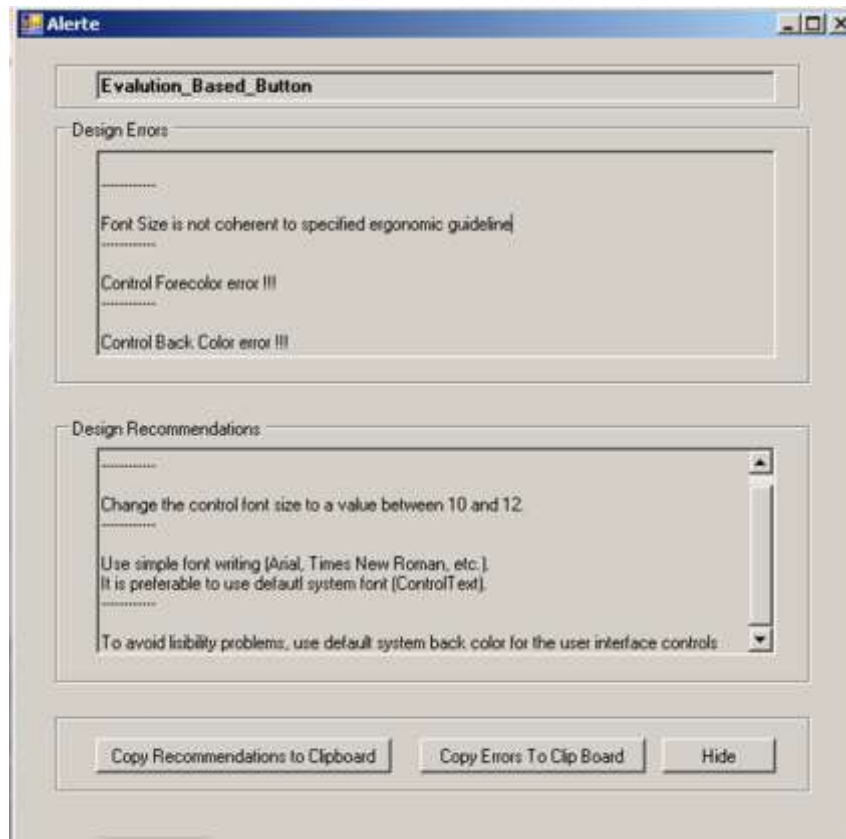 Alerte
Evalution_Based_Button
Design Errors
------------
Font Size is not coherent to specified ergonomic guideline
------------
Control Forecolor error !!!
------------
Control Back Color error !!!
Design Recommendations
------------
Change the control font size to a value between 10 and 12.
------------
Use simple font writing (Arial, Times New Roman, etc.).
It is preferable to use defautl system font (ControlText).
------------
To avoid lisibility problems, use default system back color for the user interface controls
Copy Recommendations to Clipboard
Copy Errors To Clip Board
Hide